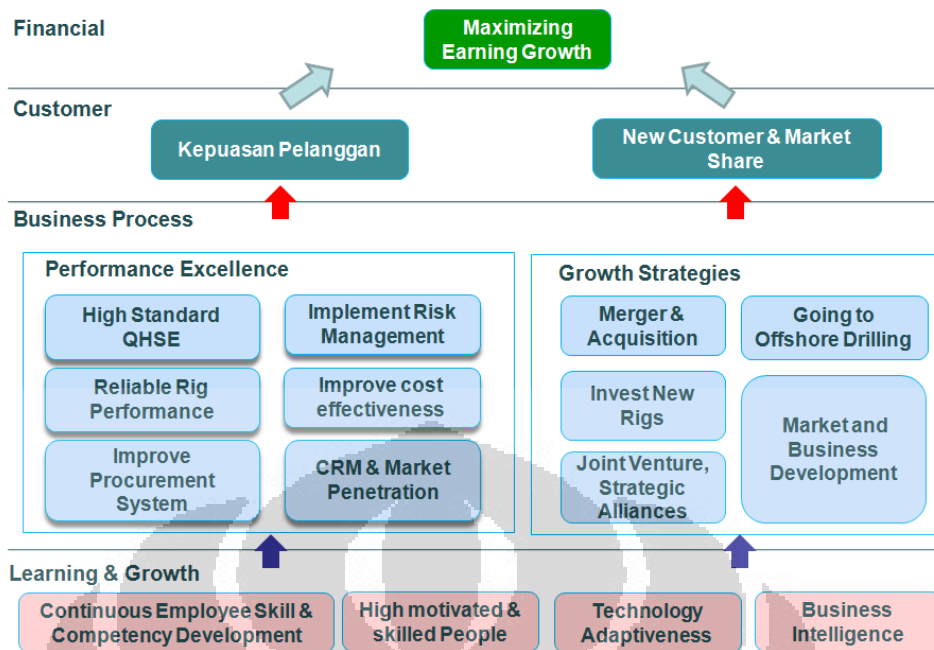 Financial
Maximizing
Earning Growth
Customer
Kepuasan Pelanggan
New Customer & Market
Share
Business Process
Performance Excellence
High Standard
QHSE
Implement Risk
Management
Reliable Rig
Performance
Improve cost
effectiveness
Improve
Procurement
System
CRM & Market
Penetration
Growth Strategies
Merger &
Acquisition
Going to
Offshore Drilling
Invest New
Rigs
Market and
Business
Development
Joint Venture,
Strategic
Alliances
Learning & Growth
Continuous Employee Skill &
Competency Development
High motivated &
skilled People
Technology
Adaptiveness
Business
Intelligence